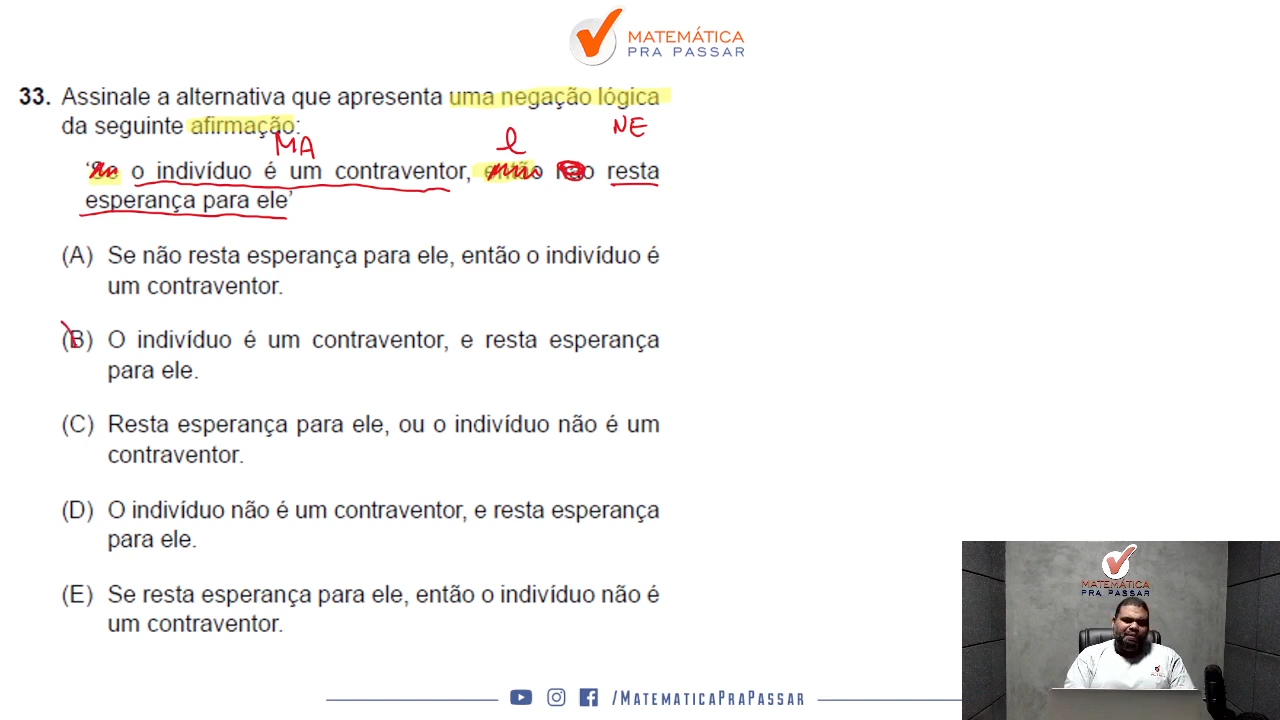 MATEMÁTICA
PRA PASSAR
33. Assinale a alternativa que apresenta uma negação lógica
da seguinte afirmação:
NE
MA
e
‘Se o indivíduo é um contraventor, então não resta
esperança para ele’
(A) Se não resta esperança para ele, então o indivíduo é
um contraventor.
(B) O indivíduo é um contraventor, e resta esperança
para ele.
(C) Resta esperança para ele, ou o indivíduo não é um
contraventor.
(D) O indivíduo não é um contraventor, e resta esperança
para ele.
(E) Se resta esperança para ele, então o indivíduo não é
um contraventor.
MATEMÁTICA
PRA PASSAR
/MATEMATICAPRAPASSAR